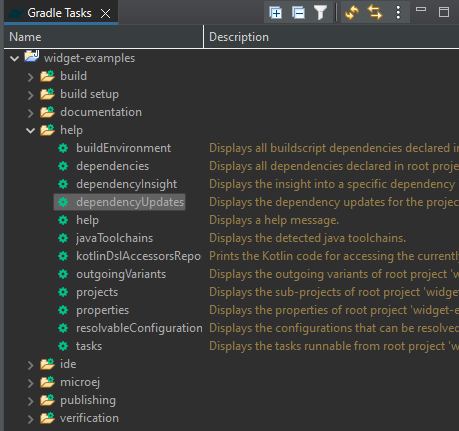 Gradle Tasks
Name Description
widget-examples
build
build setup
documentation
help
buildEnvironment Displays all buildscript dependencies declared in
dependencies Displays all dependencies declared in root proje
dependencyInsight Displays the insight into a specific dependency
dependencyUpdates Displays the dependency updates for the projec
help Displays a help message.
javaToolchains Displays the detected java toolchains.
kotlinDslAccessorsRepo Prints the Kotlin code for accessing the currently
outgoingVariants Displays the outgoing variants of root project 'w
projects Displays the sub-projects of root project 'widge
properties Displays the properties of root project 'widget-e
resolvableConfiguration Displays the configurations that can be resolved
tasks Displays the tasks runnable from root project 'w
ide
microej
publishing
verification